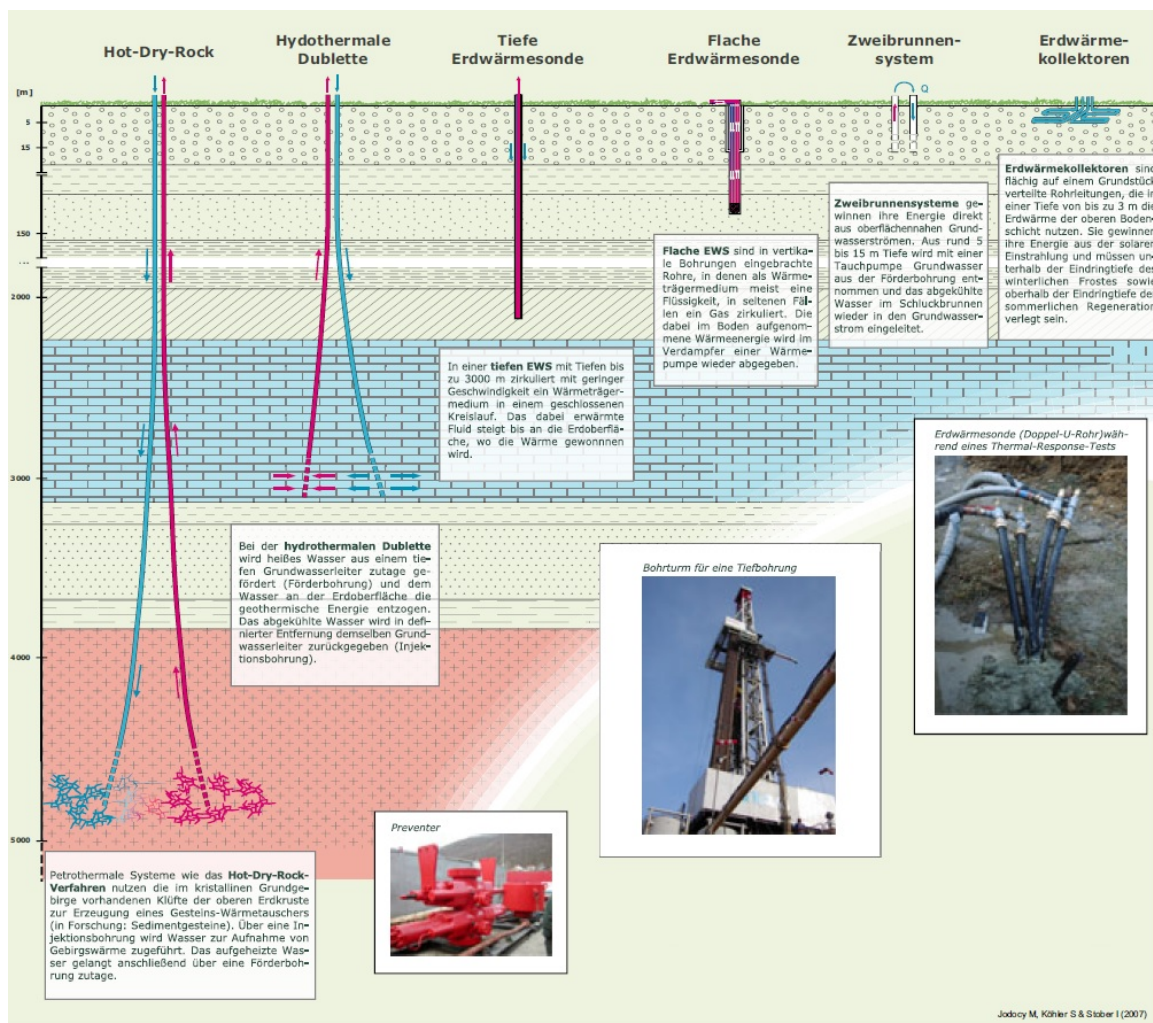 Hot-Dry-Rock
Hydothermale
Dublette
Tiefe
Erdwärmesonde
Flache
Erdwärmesonde
Zweibrunnen-
system
Erdwärme-
kollektoren
[m]
5
15
150
...
2000
3000
4000
5000
Q
Erdwärmekollektoren sind
flächig auf einem Grundstück
verteilte Rohrleitungen, die in
einer Tiefe von bis zu 3 m die
Erdwärme der oberen Boden-
schicht nutzen. Sie gewinnen
ihre Energie aus der solaren
Einstrahlung und müssen un-
terhalb der Eindringtiefe des
winterlichen Frostes sowie
oberhalb der Eindringtiefe der
sommerlichen Regeneration
verlegt sein.
Zweibrunnensysteme ge-
winnen ihre Energie direkt
aus oberflächennahen Grund-
wasserströmen. Aus rund 5
bis 15 m Tiefe wird mit einer
Tauchpumpe Grundwasser
aus der Förderbohrung ent-
nommen und das abgekühlte
Wasser im Schluckbrunnen
wieder in den Grundwasser-
strom eingeleitet.
Flache EWS sind in vertika-
le Bohrungen eingebrachte
Rohre, in denen als Wärme-
trägermedium meist eine
Flüssigkeit, in seltenen Fäl-
len ein Gas zirkuliert. Die
dabei im Boden aufgenom-
mene Wärmeenergie wird im
Verdampfer einer Wärme-
pumpe wieder abgegeben.
In einer tiefen EWS mit Tiefen bis
zu 3000 m zirkuliert mit geringer
Geschwindigkeit ein Wärmeträger-
medium in einem geschlossenen
Kreislauf. Das dabei erwärmte
Fluid steigt bis an die Erdoberflä-
che, wo die Wärme gewonnnen
wird.
Erdwärmesonde (Doppel-U-Rohr)wäh-
rend eines Thermal-Response-Tests
Bei der hydrothermalen Dublette
wird heißes Wasser aus einem tie-
fen Grundwasserleiter zutage ge-
fördert (Förderbohrung) und dem
Wasser an der Erdoberfläche die
geothermische Energie entzogen.
Das abgekühlte Wasser wird in defi-
nierter Entfernung demselben Grund-
wasserleiter zurückgegeben (Injek-
tionsbohrung).
Bohrturm für eine Tiefbohrung
Preventer
Petrothermale Systeme wie das Hot-Dry-Rock-
Verfahren nutzen die im kristallinen Grundge-
birge vorhandenen Klüfte der oberen Erdkruste
zur Erzeugung eines Gesteins-Wärmetauschers
(in Forschung: Sedimentgesteine). Über eine In-
jektionsbohrung wird Wasser zur Aufnahme von
Gebirgswärme zugeführt. Das aufgeheizte Was-
ser gelangt anschließend über eine Förderboh-
rung zutage.
Jodocy M, Köhler S & Stober I (2007)